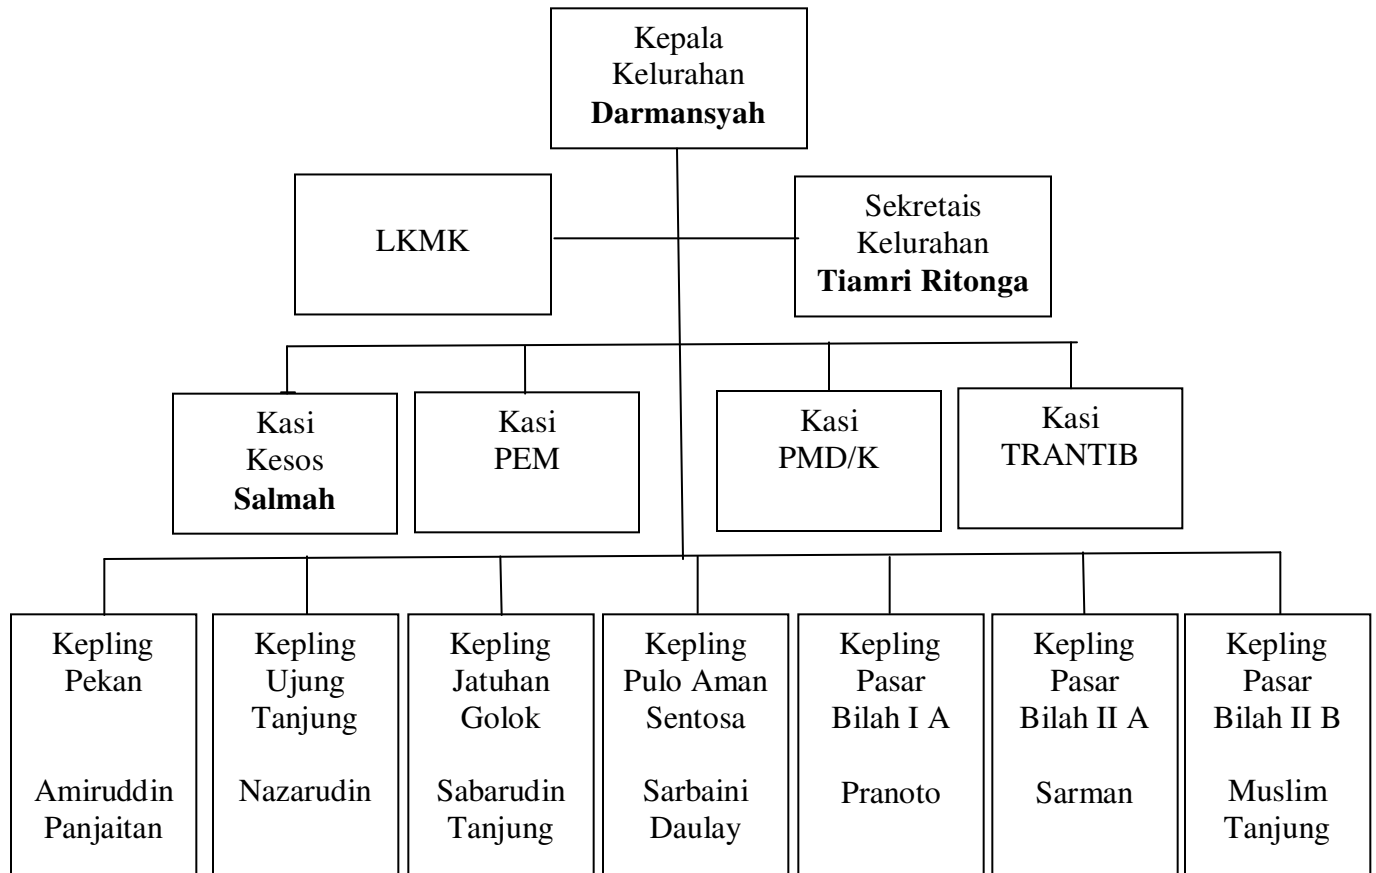 Kepala
Kelurahan
Darmansyah
LKMK
Sekretais
Kelurahan
Tiamri Ritonga
Kasi
Kesos
Salmah
Kasi
PEM
Kasi
PMD/K
Kasi
TRANTIB
Kepling
Pekan
Amiruddin
Panjaitan
Kepling
Ujung
Tanjung
Nazarudin
Kepling
Jatuhan
Golok
Sabarudin
Tanjung
Kepling
Pulo Aman
Sentosa
Sarbaini
Daulay
Kepling
Pasar
Bilah I A
Pranoto
Kepling
Pasar
Bilah II A
Sarman
Kepling
Pasar
Bilah II B
Muslim
Tanjung